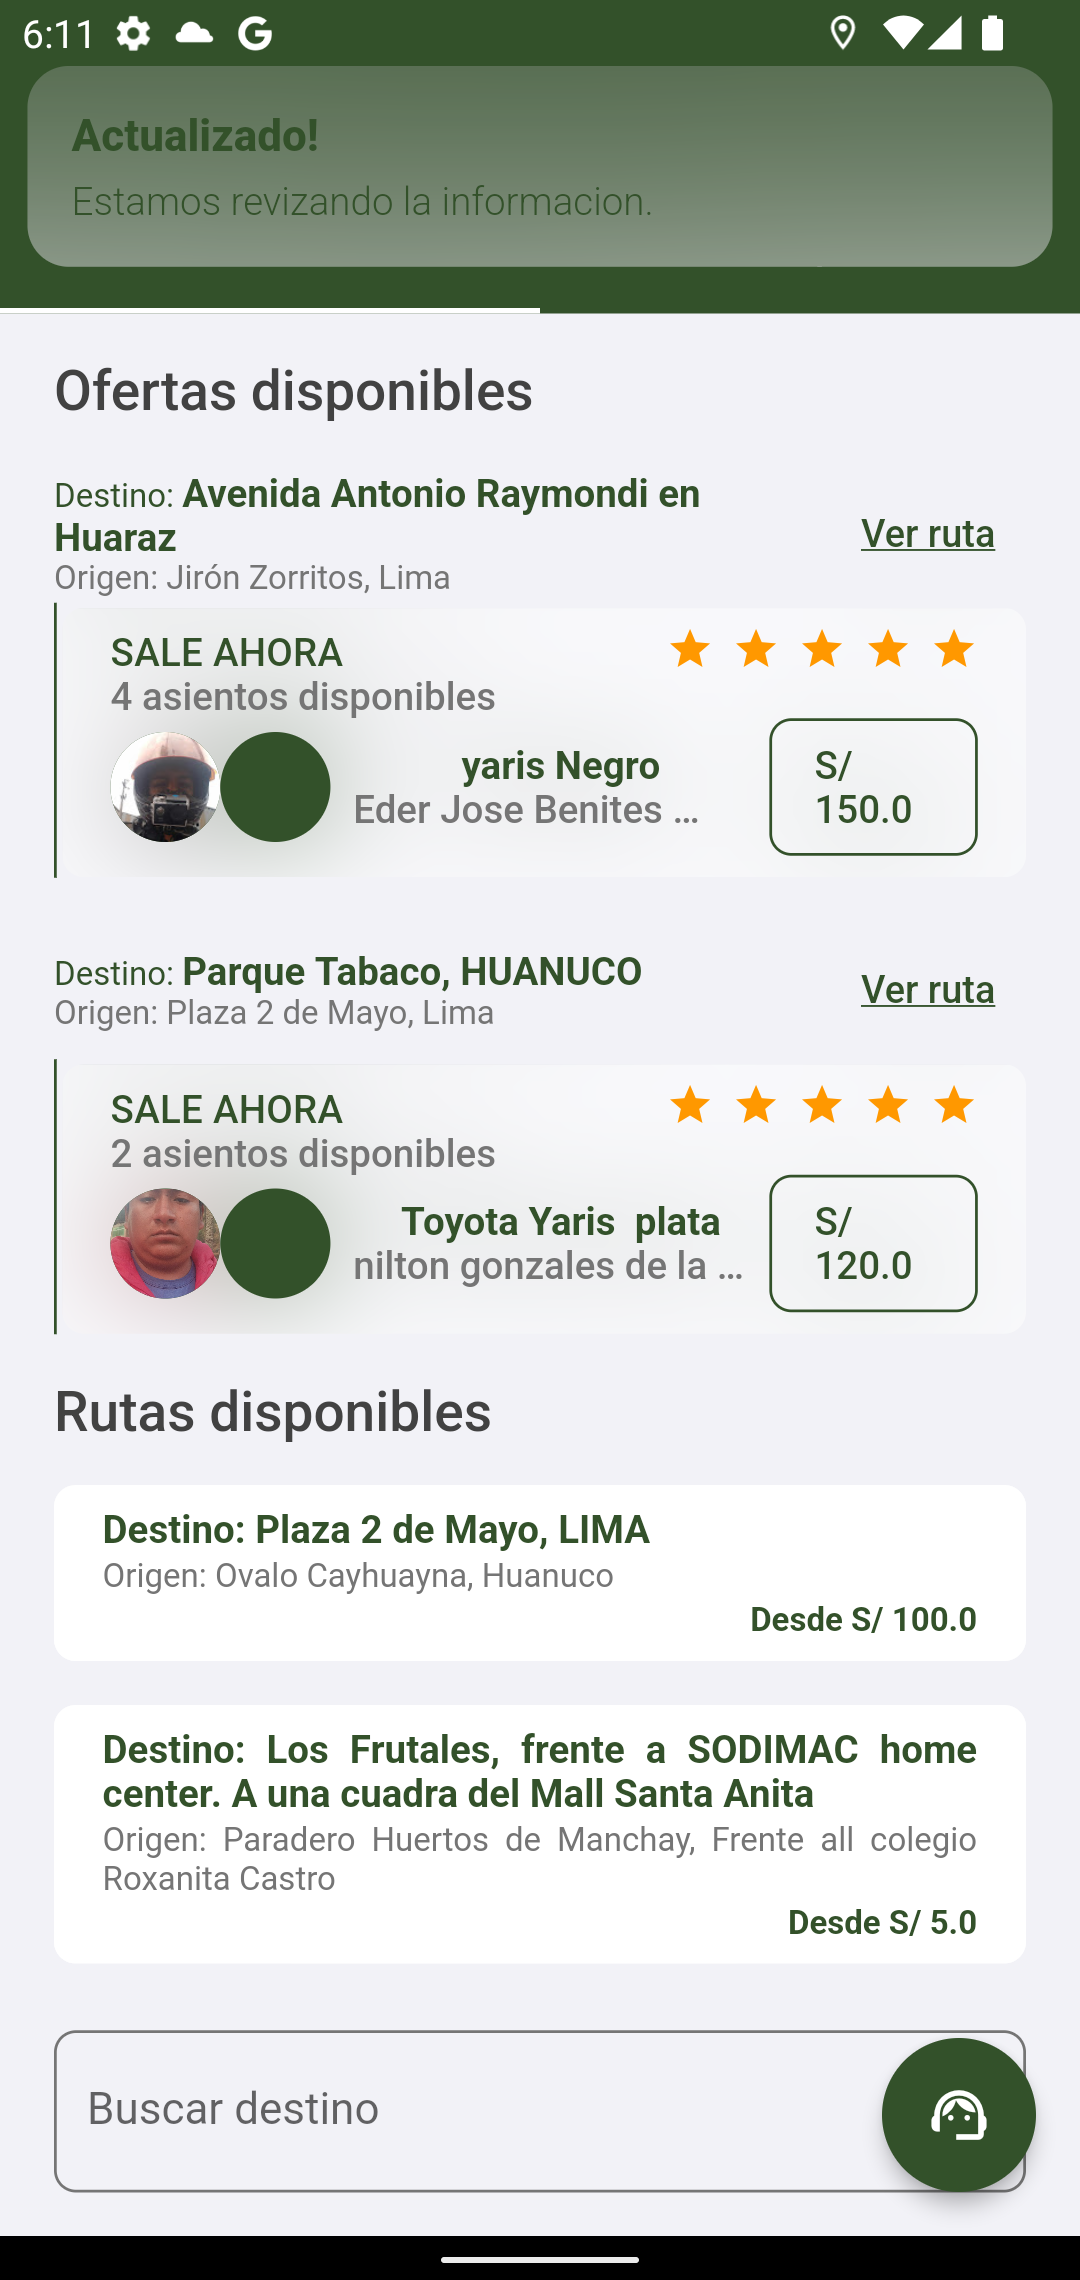 6:11
Actualizado!
Estamos revizando la informacion.
Ofertas disponibles
Destino: Avenida Antonio Raymondi en
Huaraz
Ver ruta
Origen: Jirón Zorritos, Lima
SALE AHORA
4 asientos disponibles
yaris Negro
Eder Jose Benites ...
S/
150.0
Destino: Parque Tabaco, HUANUCO
Ver ruta
Origen: Plaza 2 de Mayo, Lima
SALE AHORA
2 asientos disponibles
Toyota Yaris  plata
nilton gonzales de la ...
S/
120.0
Rutas disponibles
Destino: Plaza 2 de Mayo, LIMA
Origen: Ovalo Cayhuayna, Huanuco
Desde S/ 100.0
Destino: Los Frutales, frente a SODIMAC home
center. A una cuadra del Mall Santa Anita
Origen: Paradero Huertos de Manchay, Frente all colegio
Roxanita Castro
Desde S/ 5.0
Buscar destino